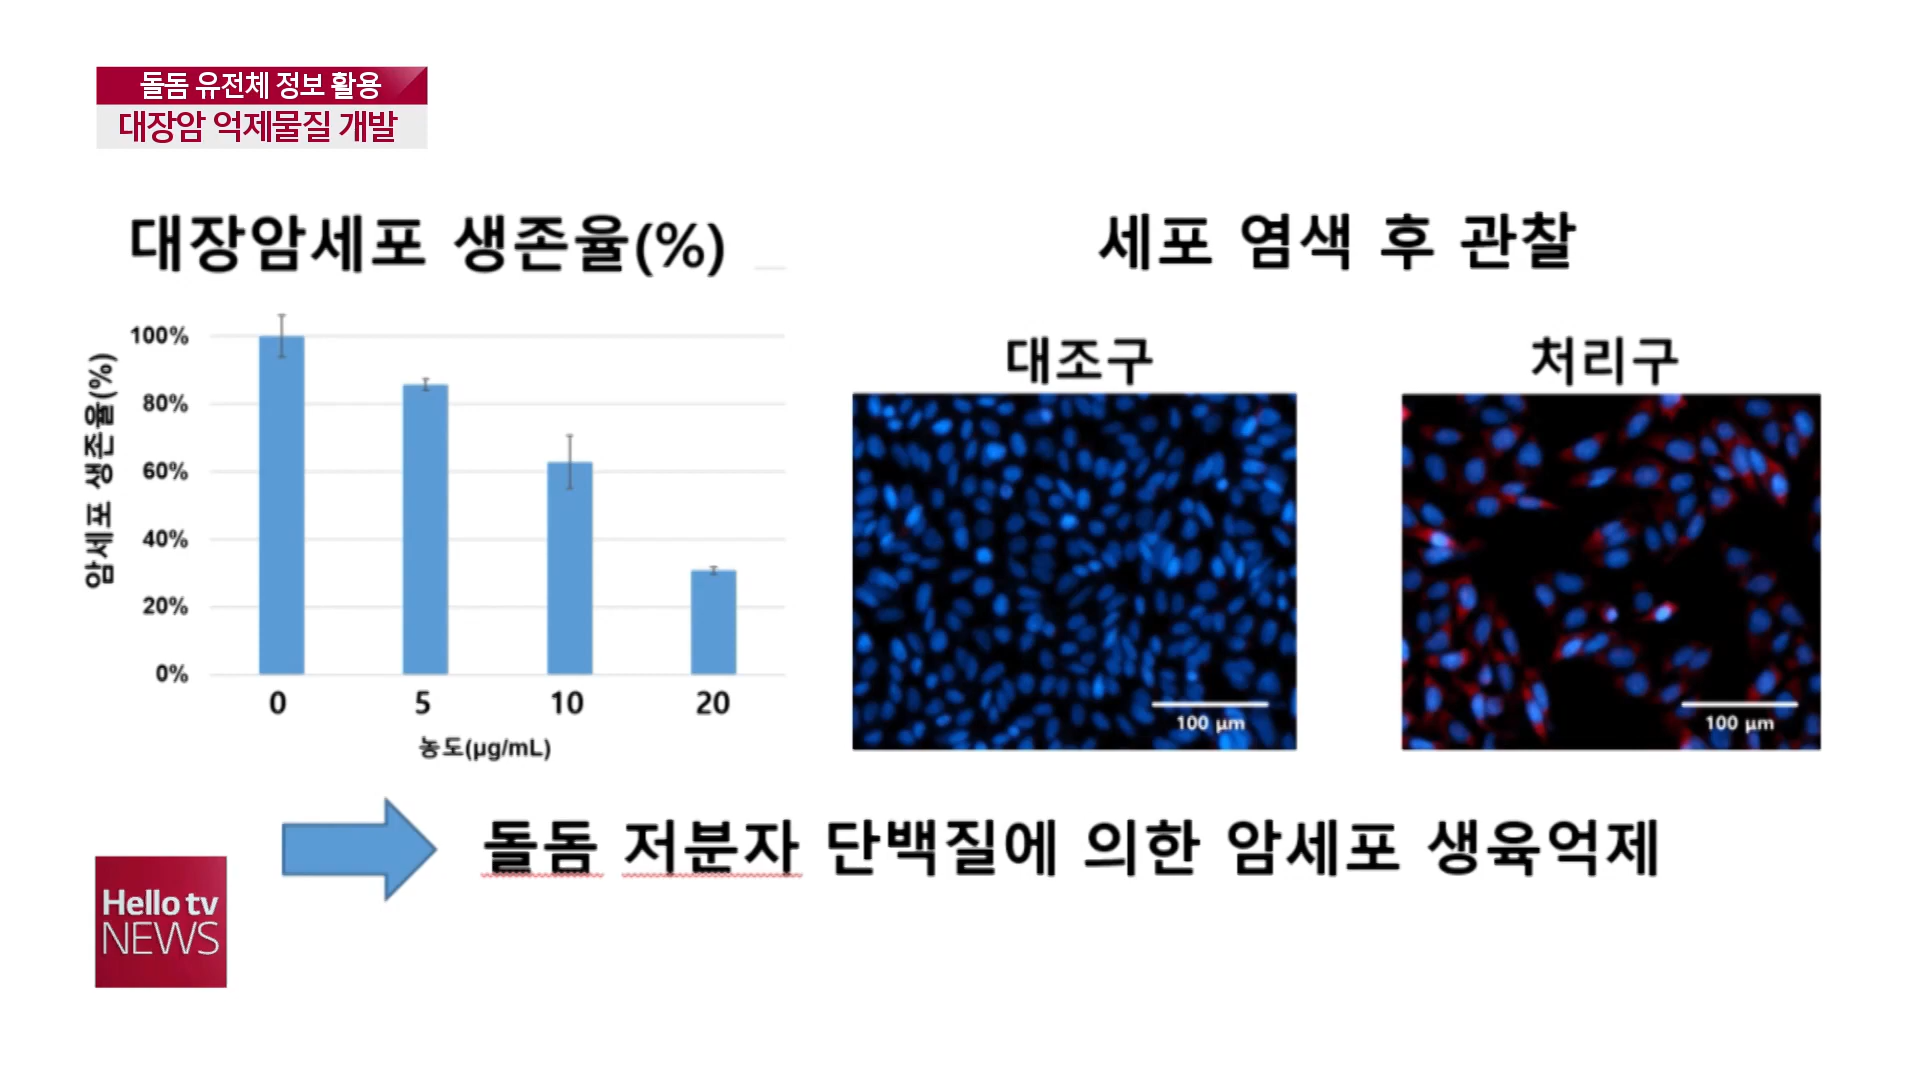 돌돔 유전체 정보 활용
대장암 억제물질 개발
대장암세포 생존율(%)
암세포 생존율(%)
100%
80%
60%
40%
20%
0%
0 5 10 20
농도(μg/mL)
세포 염색 후 관찰
대조구
처리구
100 μm
100 μm
돌돔 저분자 단백질에 의한 암세포 생육억제
Hello tv
NEWS